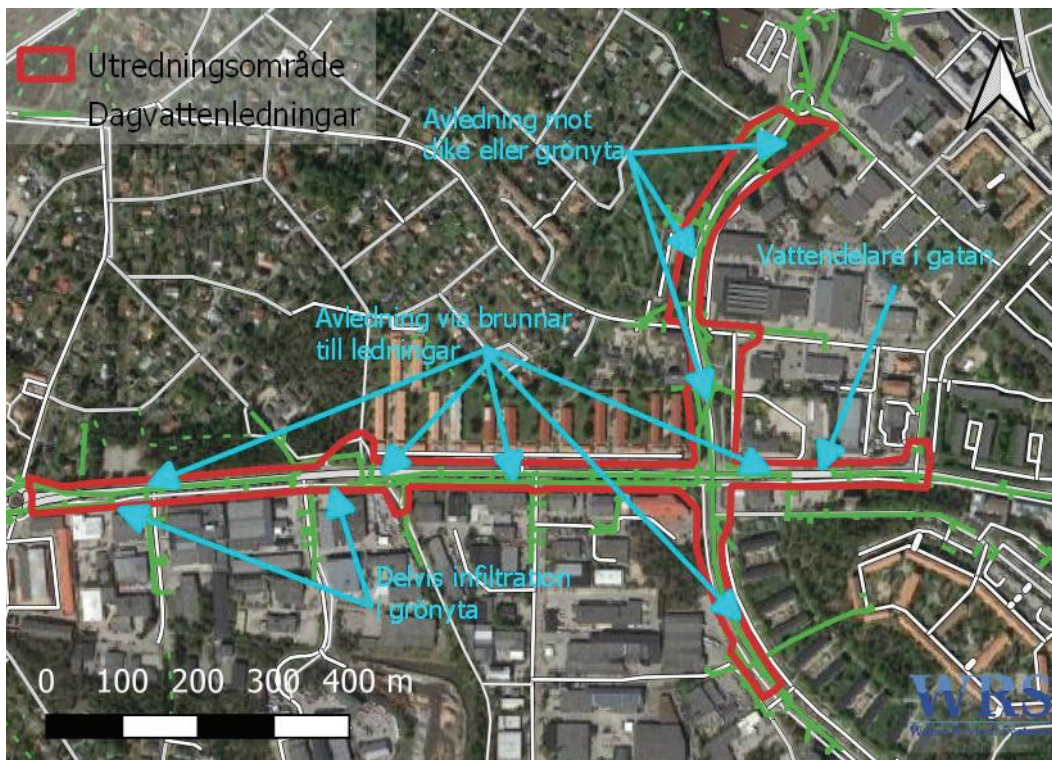 Utredningsområde
Dagvattenledningar
Avledning mot
dike eller grönyta
Vattendelare i gatan
Avledning via brunnar
till ledningar
Delvis infiltration
i grönyta
0 100 200 300 400 m
WRS